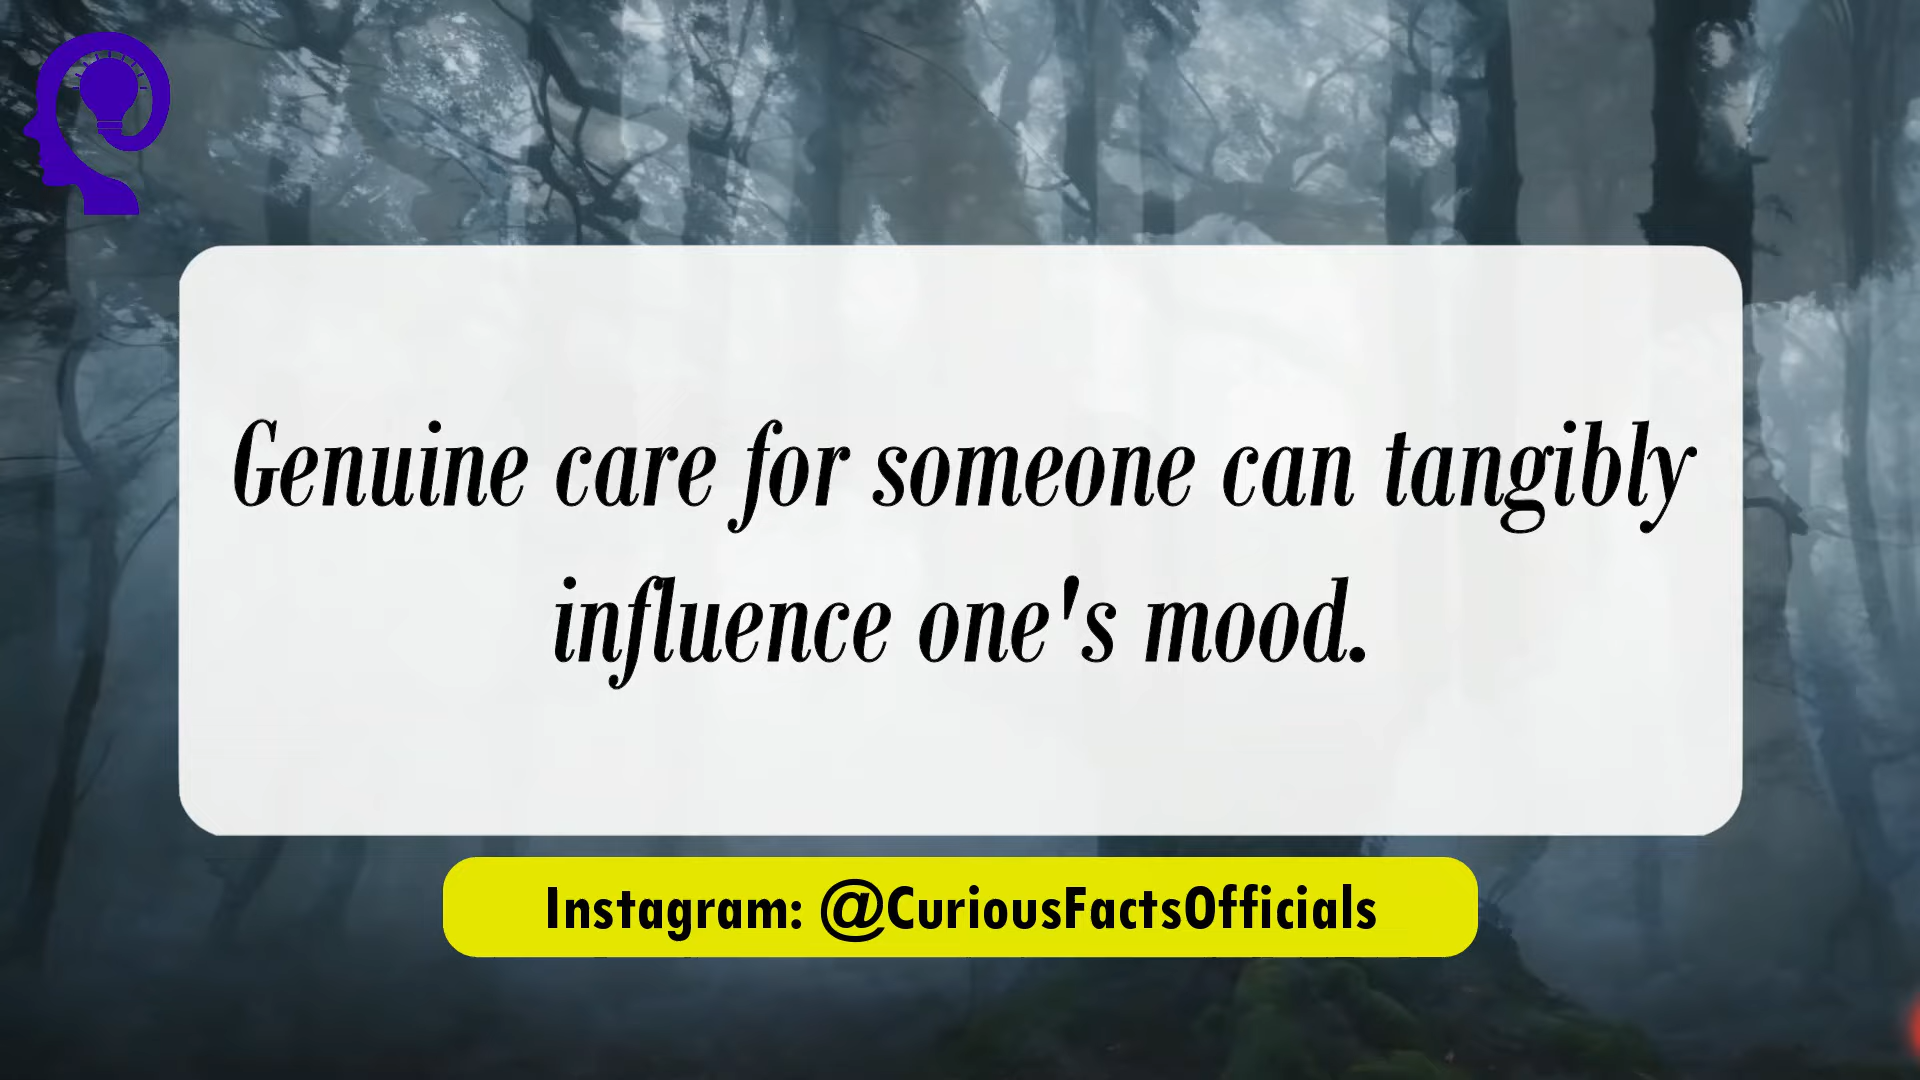 Genuine care for someone can tangibly
influence one's mood.
Instagram: @CuriousFactsOfficials